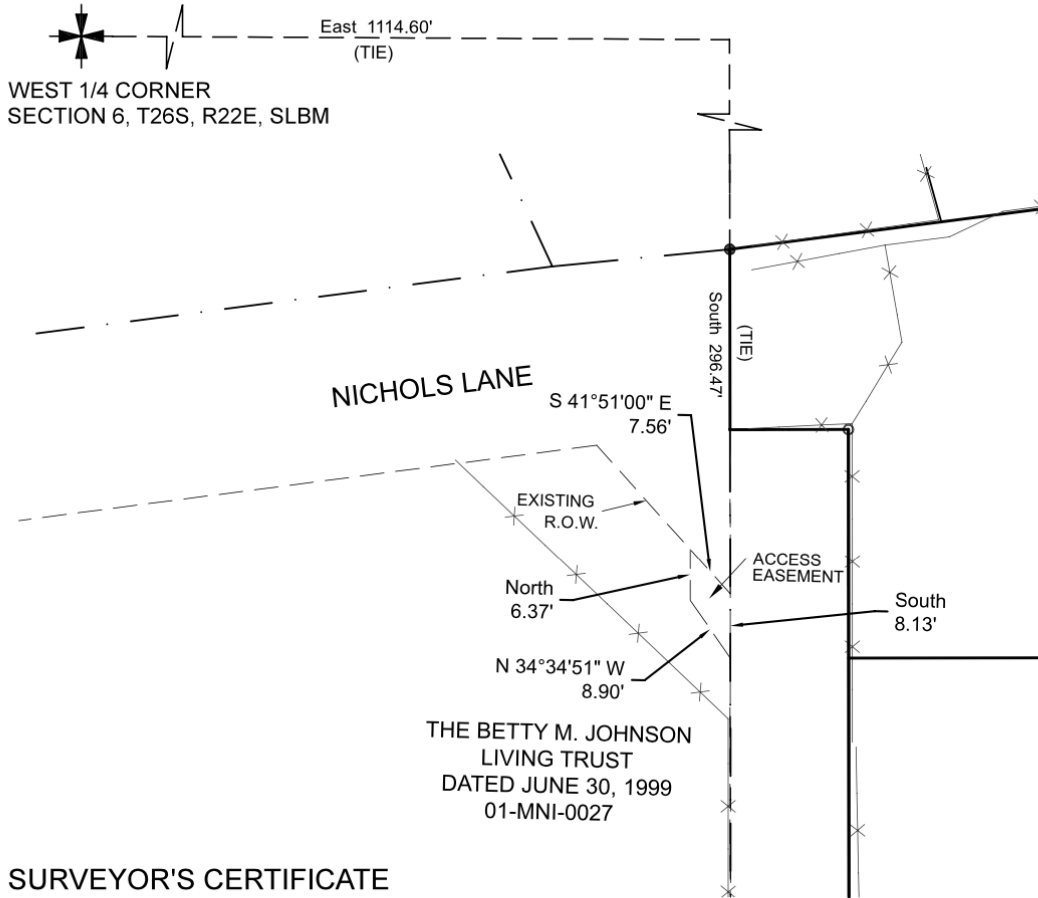 East 1114.60'
(TIE)
WEST 1/4 CORNER
SECTION 6, T26S, R22E, SLBM
South 296.47'
(TIE)
NICHOLS LANE
S 41°51'00" E
7.56'
EXISTING
R.O.W.
ACCESS
EASEMENT
North
6.37'
South
8.13'
N 34°34'51" W
8.90'
THE BETTY M. JOHNSON
LIVING TRUST
DATED JUNE 30, 1999
01-MNI-0027
SURVEYOR'S CERTIFICATE